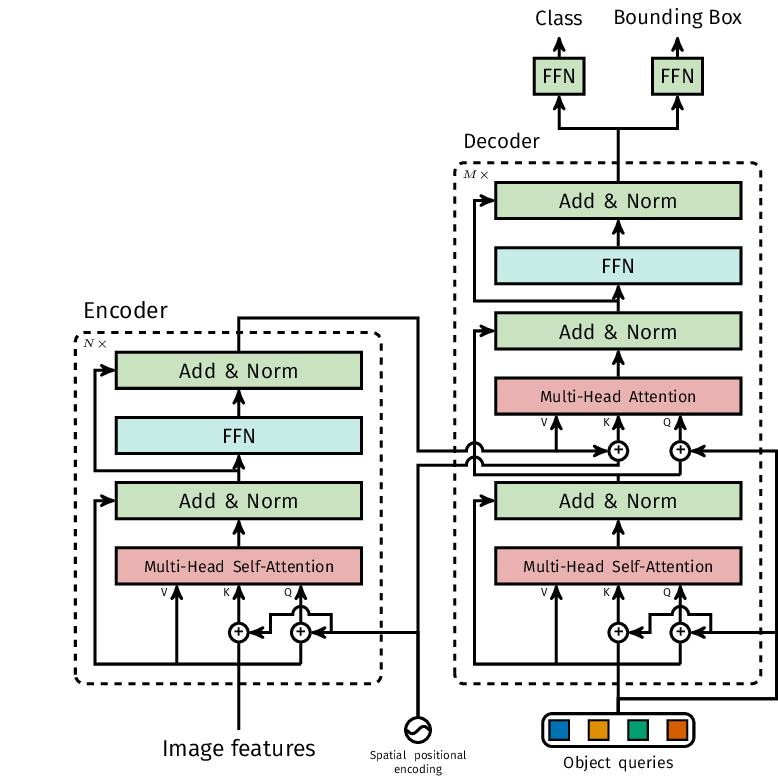 Class
Bounding Box
FFN
FFN
Decoder
M×
Add & Norm
FFN
Add & Norm
Multi-Head Attention
V K Q
+ +
Add & Norm
Multi-Head Self-Attention
V K Q
+ +
Object queries
Encoder
N×
Add & Norm
FFN
Add & Norm
Multi-Head Self-Attention
V K Q
+ +
Image features
Spatial positional
encoding